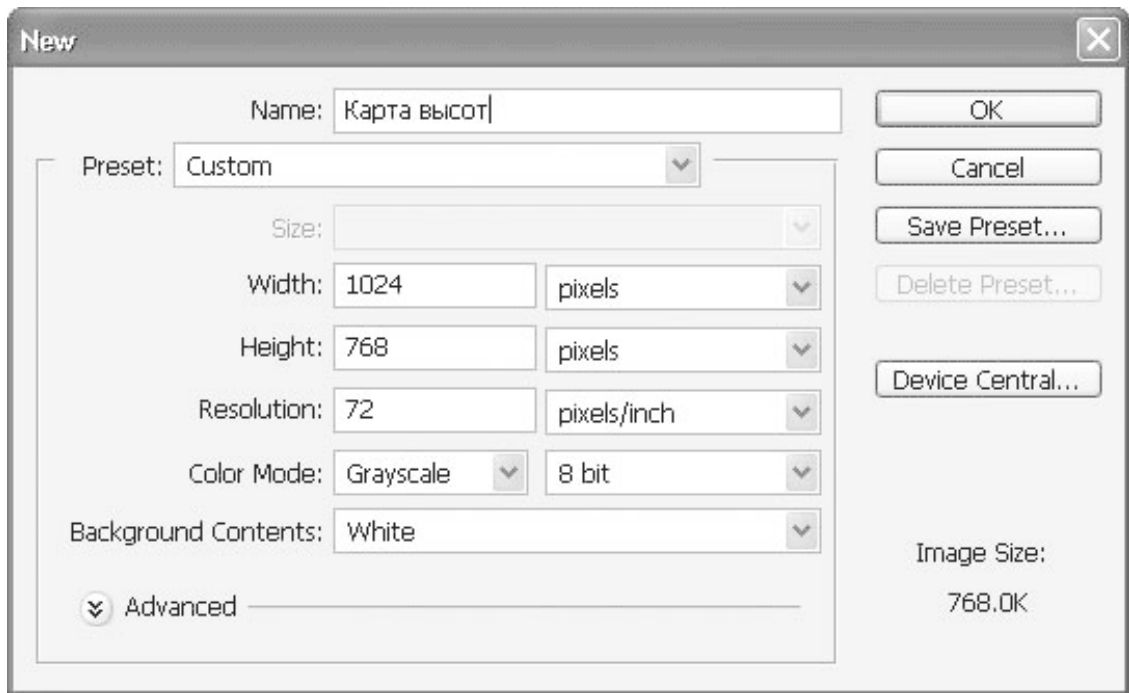 New
Name: Карта высот
OK
Preset: Custom
Cancel
Size:
Save Preset...
Width: 1024 pixels
Delete Preset...
Height: 768 pixels
Device Central...
Resolution: 72 pixels/inch
Color Mode: Grayscale 8 bit
Background Contents: White
Image Size:
Advanced
768.0K